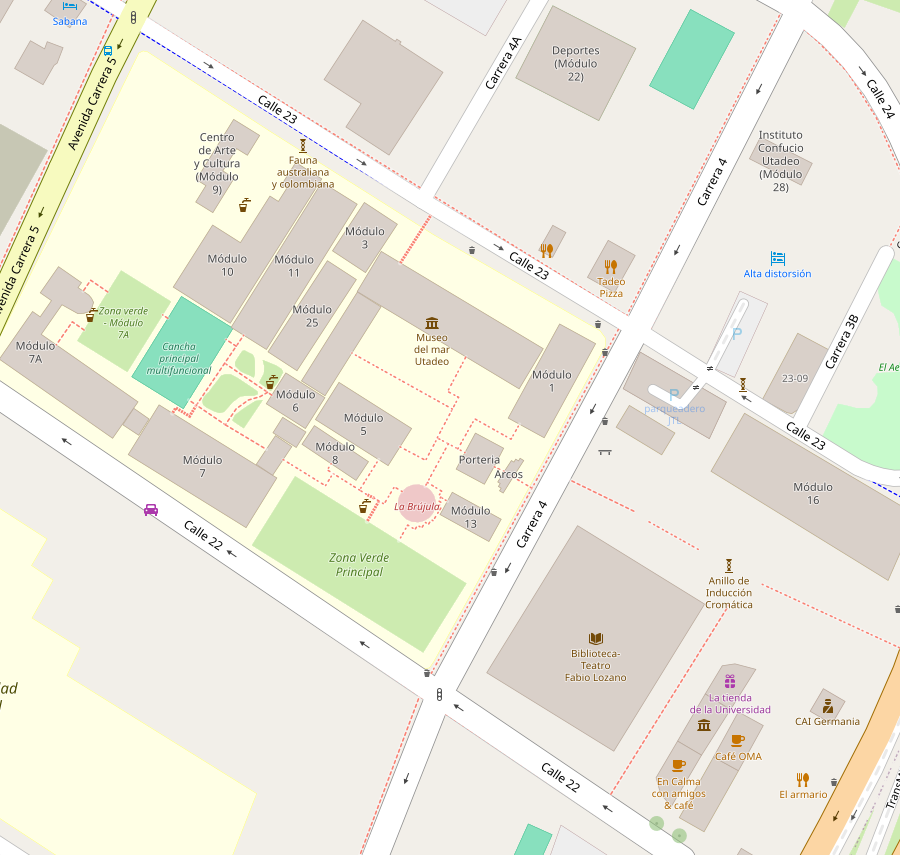 Sabana
Avenida Carrera 5
Calle 23
Carrera 4A
Deportes
(Módulo
22)
Calle 24
Centro
de Arte
y Cultura
(Módulo
9)
Fauna
australiana
y colombiana
Instituto
Confucio
Utadeo
(Módulo
28)
Carrera 4
Módulo
3
Módulo
10
Módulo
11
Calle 23
Tadeo
Pizza
Alta distorsión
venida Carrera 5
Zona verde
- Módulo
7A
Módulo
25
Museo
del mar
Utadeo
P
Carrera 3B
Módulo
7A
Cancha
principal
multifuncional
Módulo
1
23-09
El Ae
Módulo
6
P
parqueadero
JTL
Módulo
5
Calle 23
Módulo
8
Porteria
Arcos
Módulo
7
Módulo
16
La Brújula
Módulo
13
Calle 22
Carrera 4
Zona Verde
Principal
Anillo de
Inducción
Cromática
Biblioteca-
Teatro
Fabio Lozano
dad
La tienda
de la Universidad
CAI Germania
Café OMA
En Calma
con amigos
& café
El armario
Calle 22